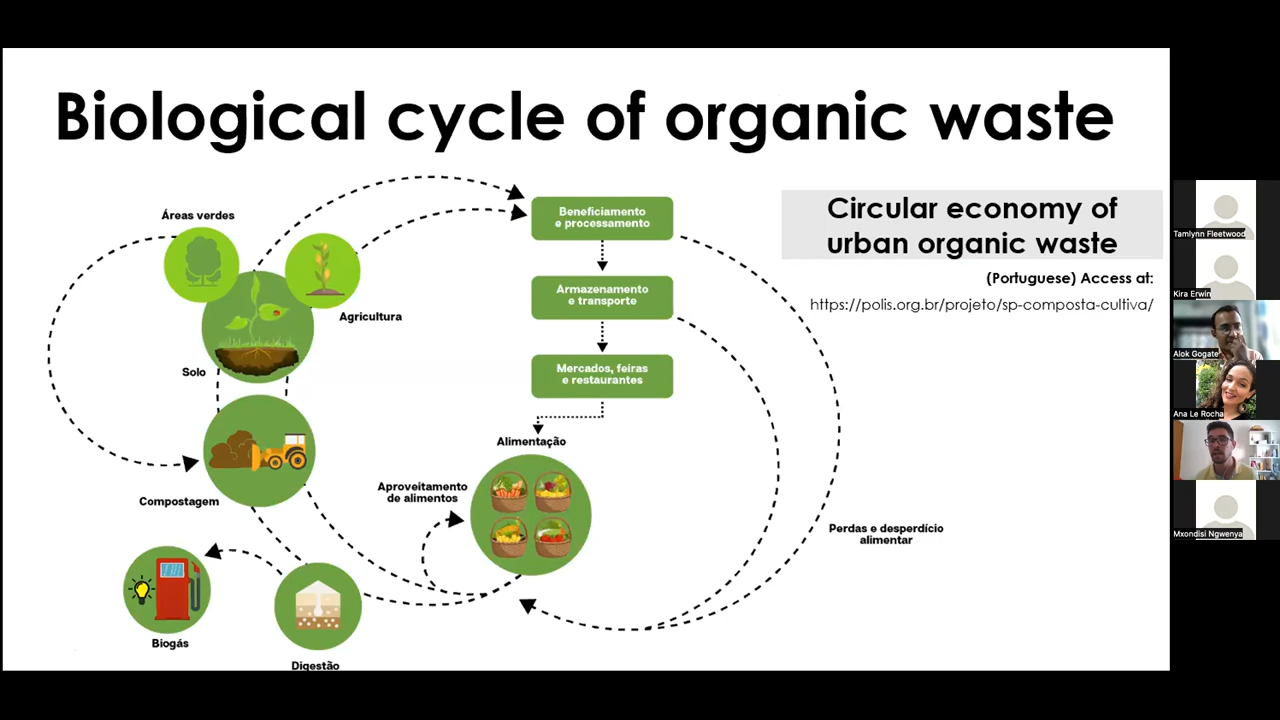 Biological cycle of organic waste
Áreas verdes
Agricultura
Solo
Compostagem
Biogás
Digestão
Beneficiamento
e processamento
Armazenamento
e transporte
Mercados, feiras
e restaurantes
Alimentação
Aproveitamento
de alimentos
Perdas e desperdício
alimentar
Circular economy of
urban organic waste
(Portuguese) Access at:
https://polis.org.br/projeto/sp-composta-cultiva/
Tamlynn Fleetwood
Kira Erwin
Alok Gogate
Ana Le Rocha
Mxondisi Ngwenya